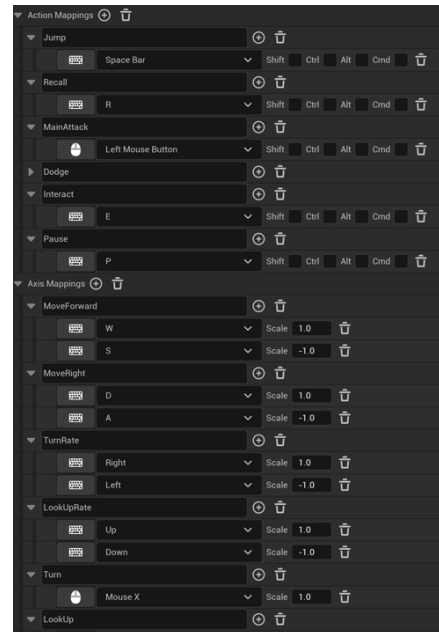 Action Mappings
Jump
Space Bar Shift Ctrl Alt Cmd
Recall
R Shift Ctrl Alt Cmd
MainAttack
Left Mouse Button Shift Ctrl Alt Cmd
Dodge
Interact
E Shift Ctrl Alt Cmd
Pause
P Shift Ctrl Alt Cmd
Axis Mappings
MoveForward
W Scale 1.0
S Scale -1.0
MoveRight
D Scale 1.0
A Scale -1.0
TurnRate
Right Scale 1.0
Left Scale -1.0
LookUpRate
Up Scale 1.0
Down Scale -1.0
Turn
Mouse X Scale 1.0
LookUp